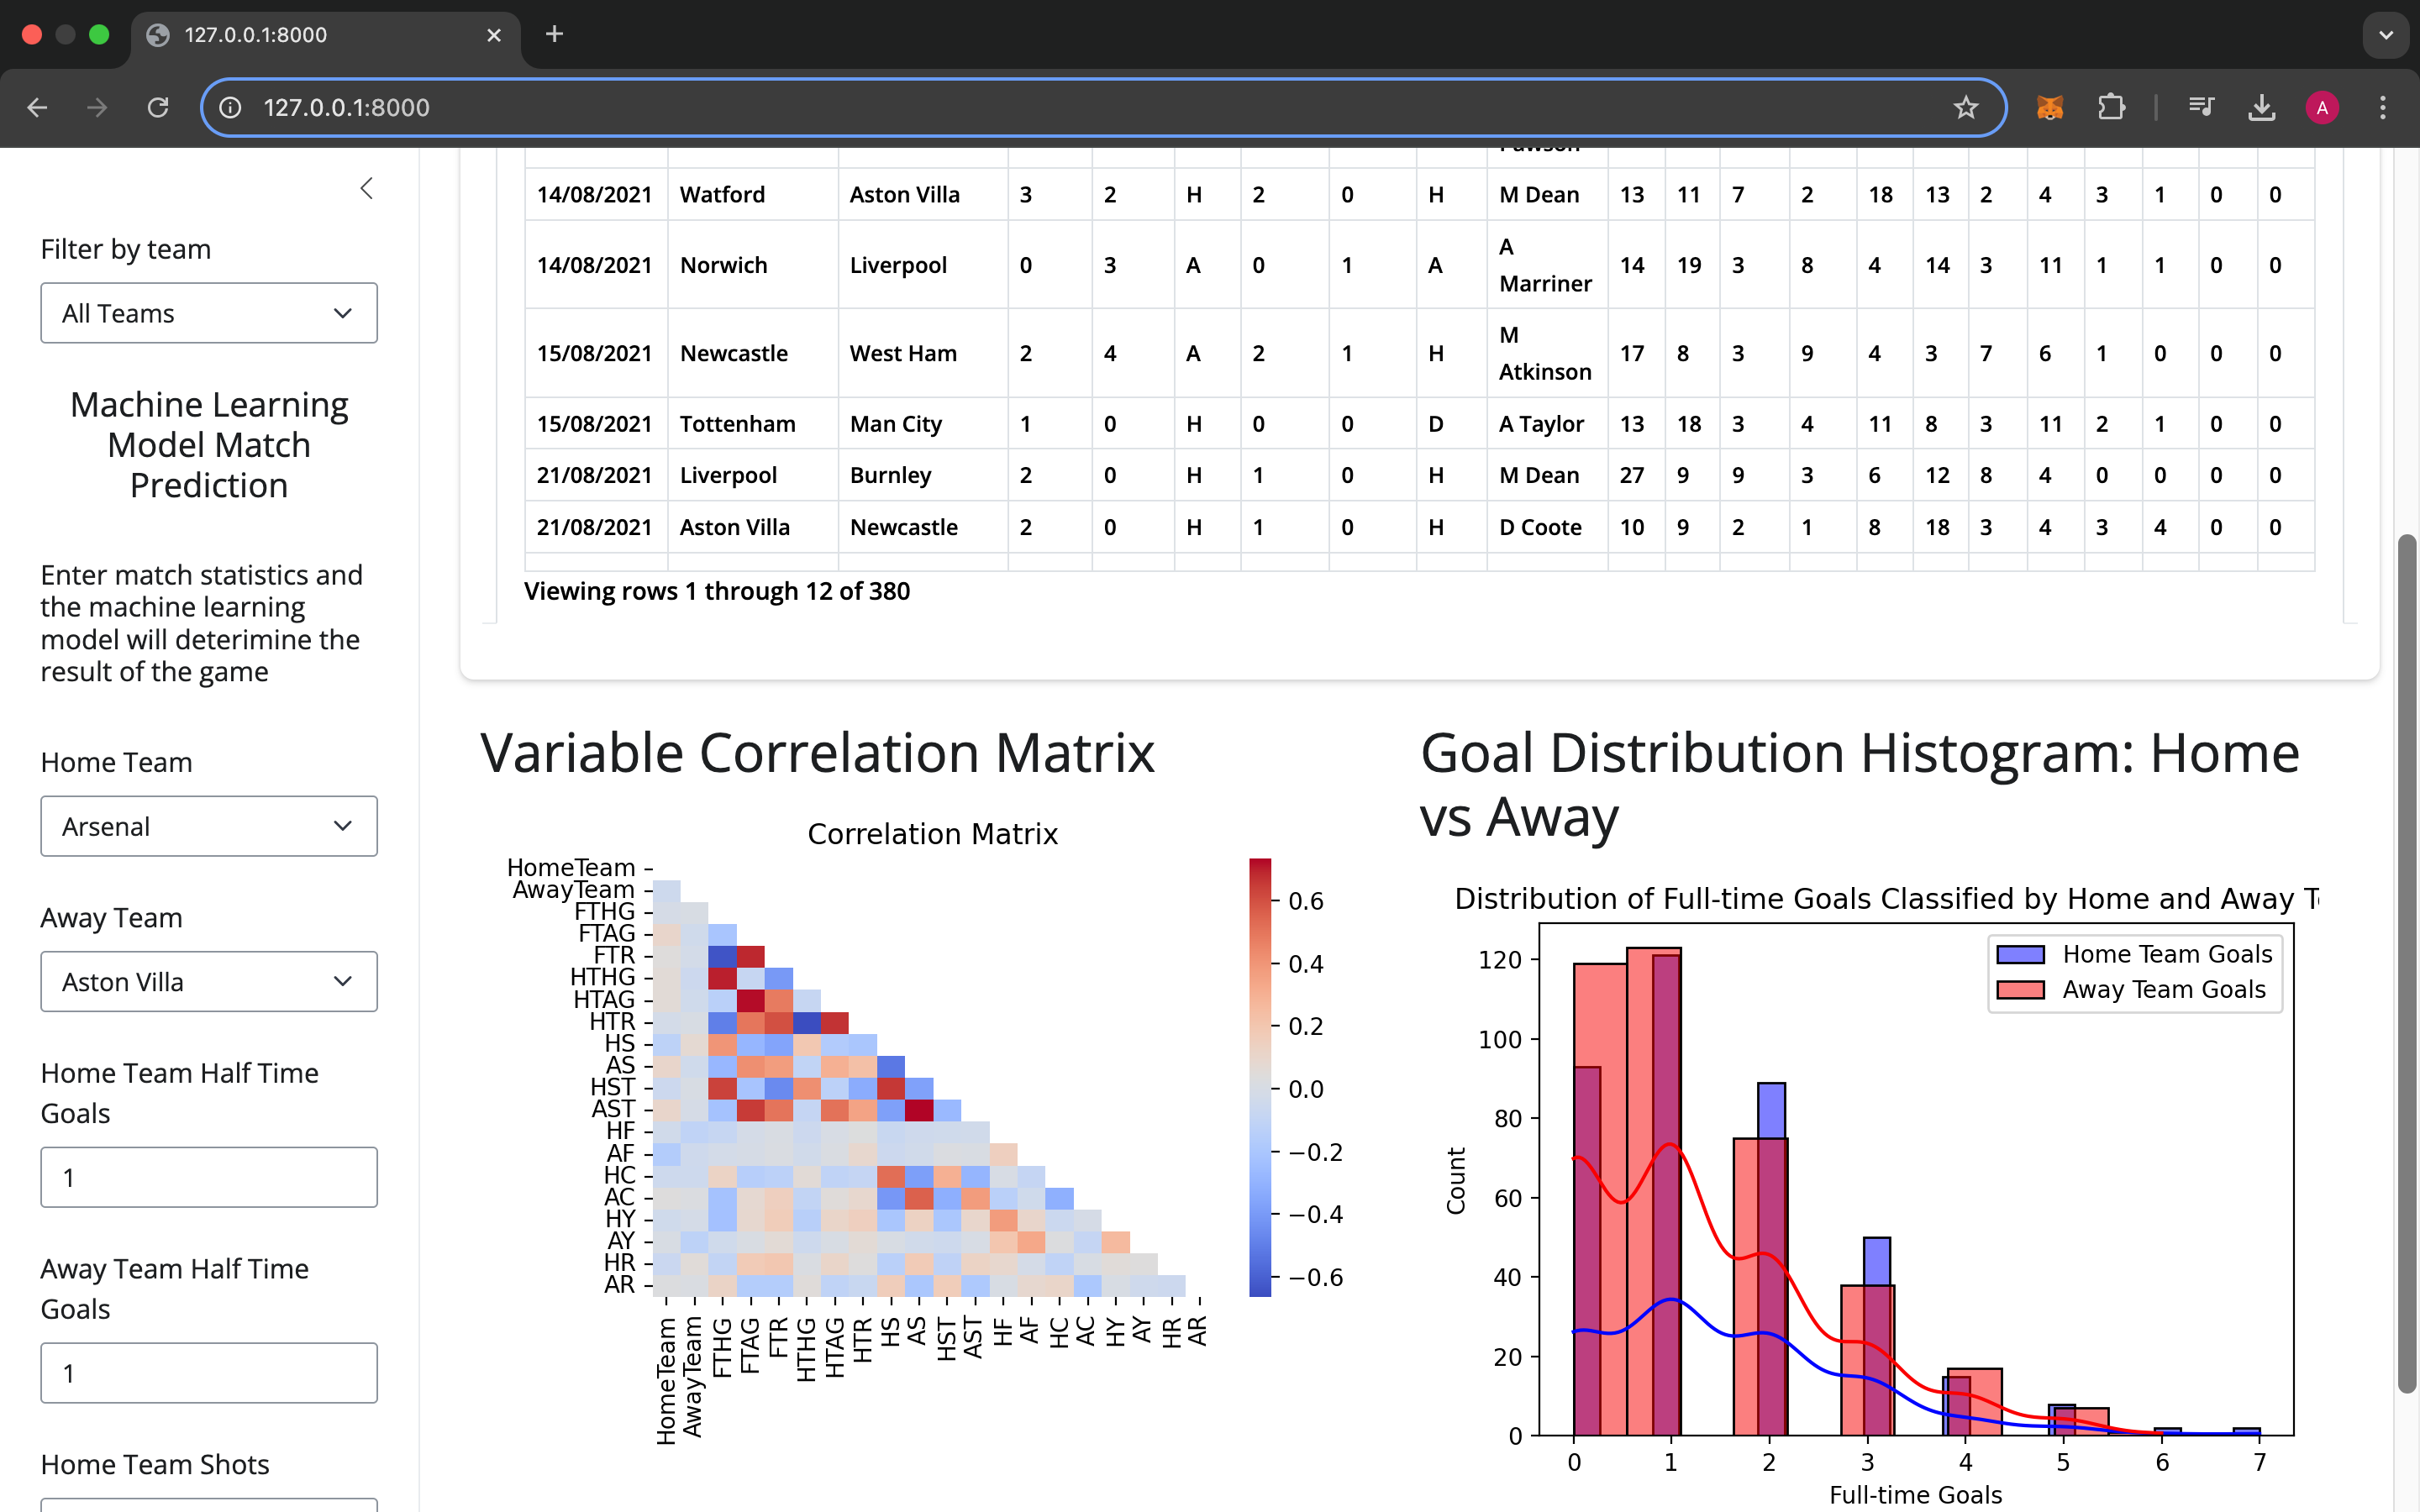 127.0.0.1:8000
127.0.0.1:8000
A
Filter by team
All Teams
Machine Learning
Model Match
Prediction
Enter match statistics and
the machine learning
model will deterimine the
result of the game
Home Team
Arsenal
Away Team
Aston Villa
Home Team Half Time
Goals
1
Away Team Half Time
Goals
1
Home Team Shots
14/08/2021 Watford Aston Villa 3 2 H 2 0 H M Dean 13 11 7 2 18 13 2 4 3 1 0 0
14/08/2021 Norwich Liverpool 0 3 A 0 1 A A Marriner 14 19 3 8 4 14 3 11 1 1 0 0
15/08/2021 Newcastle West Ham 2 4 A 2 1 H M Atkinson 17 8 3 9 4 3 7 6 1 0 0 0
15/08/2021 Tottenham Man City 1 0 H 0 0 D A Taylor 13 18 3 4 11 8 3 11 2 1 0 0
21/08/2021 Liverpool Burnley 2 0 H 1 0 H M Dean 27 9 9 3 6 12 8 4 0 0 0 0
21/08/2021 Aston Villa Newcastle 2 0 H 1 0 H D Coote 10 9 2 1 8 18 3 4 3 4 0 0
Viewing rows 1 through 12 of 380
Variable Correlation Matrix
Correlation Matrix
HomeTeam
AwayTeam
FTHG
FTAG
FTR
HTHG
HTAG
HTR
HS
AS
HST
AST
HF
AF
HC
AC
HY
AY
HR
AR
HomeTeam AwayTeam FTHG FTAG FTR HTHG HTAG HTR HS AS HST AST HF AF HC AC HY AY HR AR
0.6
0.4
0.2
0.0
−0.2
−0.4
−0.6
Goal Distribution Histogram: Home
vs Away
Distribution of Full-time Goals Classified by Home and Away
Home Team Goals
Away Team Goals
Count
120
100
80
60
40
20
0
0 1 2 3 4 5 6 7
Full-time Goals